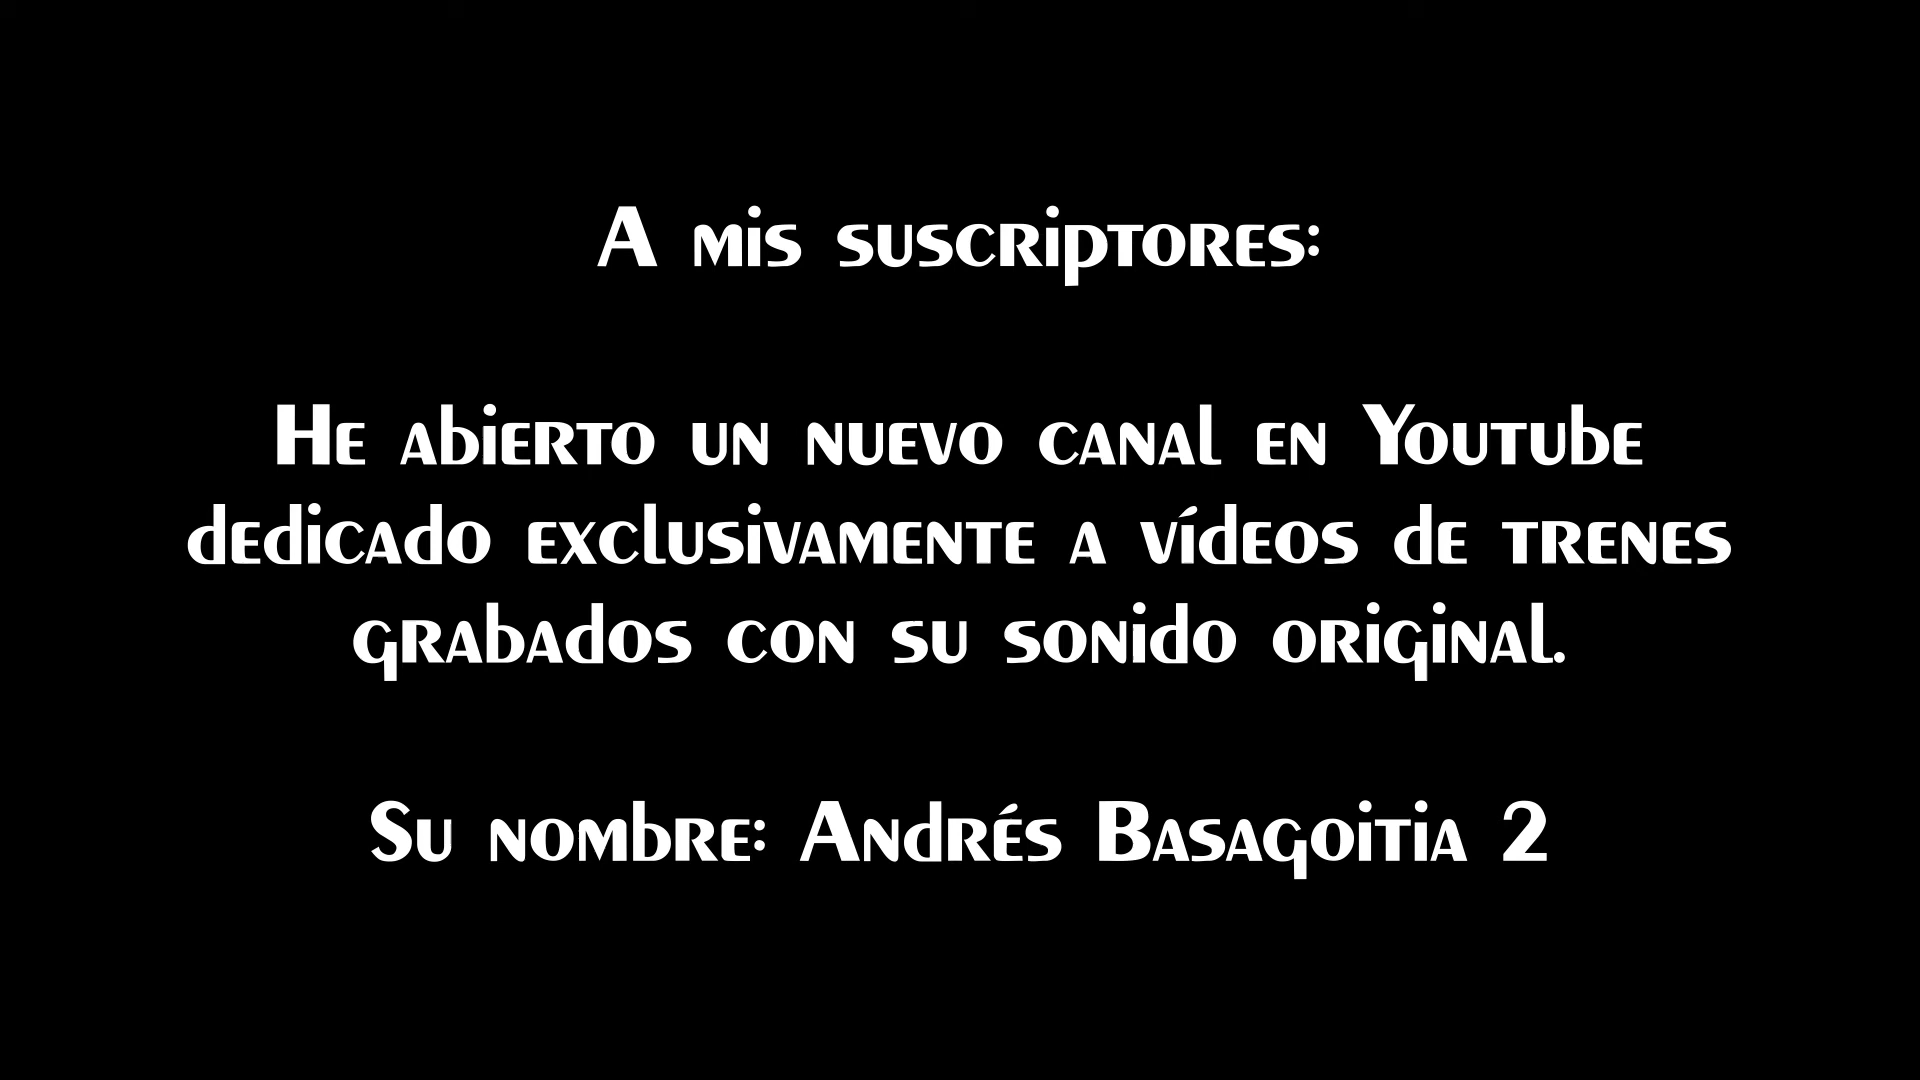 A mis suscriptores:
He abierto un nuevo canal en Youtube
dedicado exclusivamente a vídeos de trenes
grabados con su sonido original.
Su nombre: Andrés Basagoitia 2